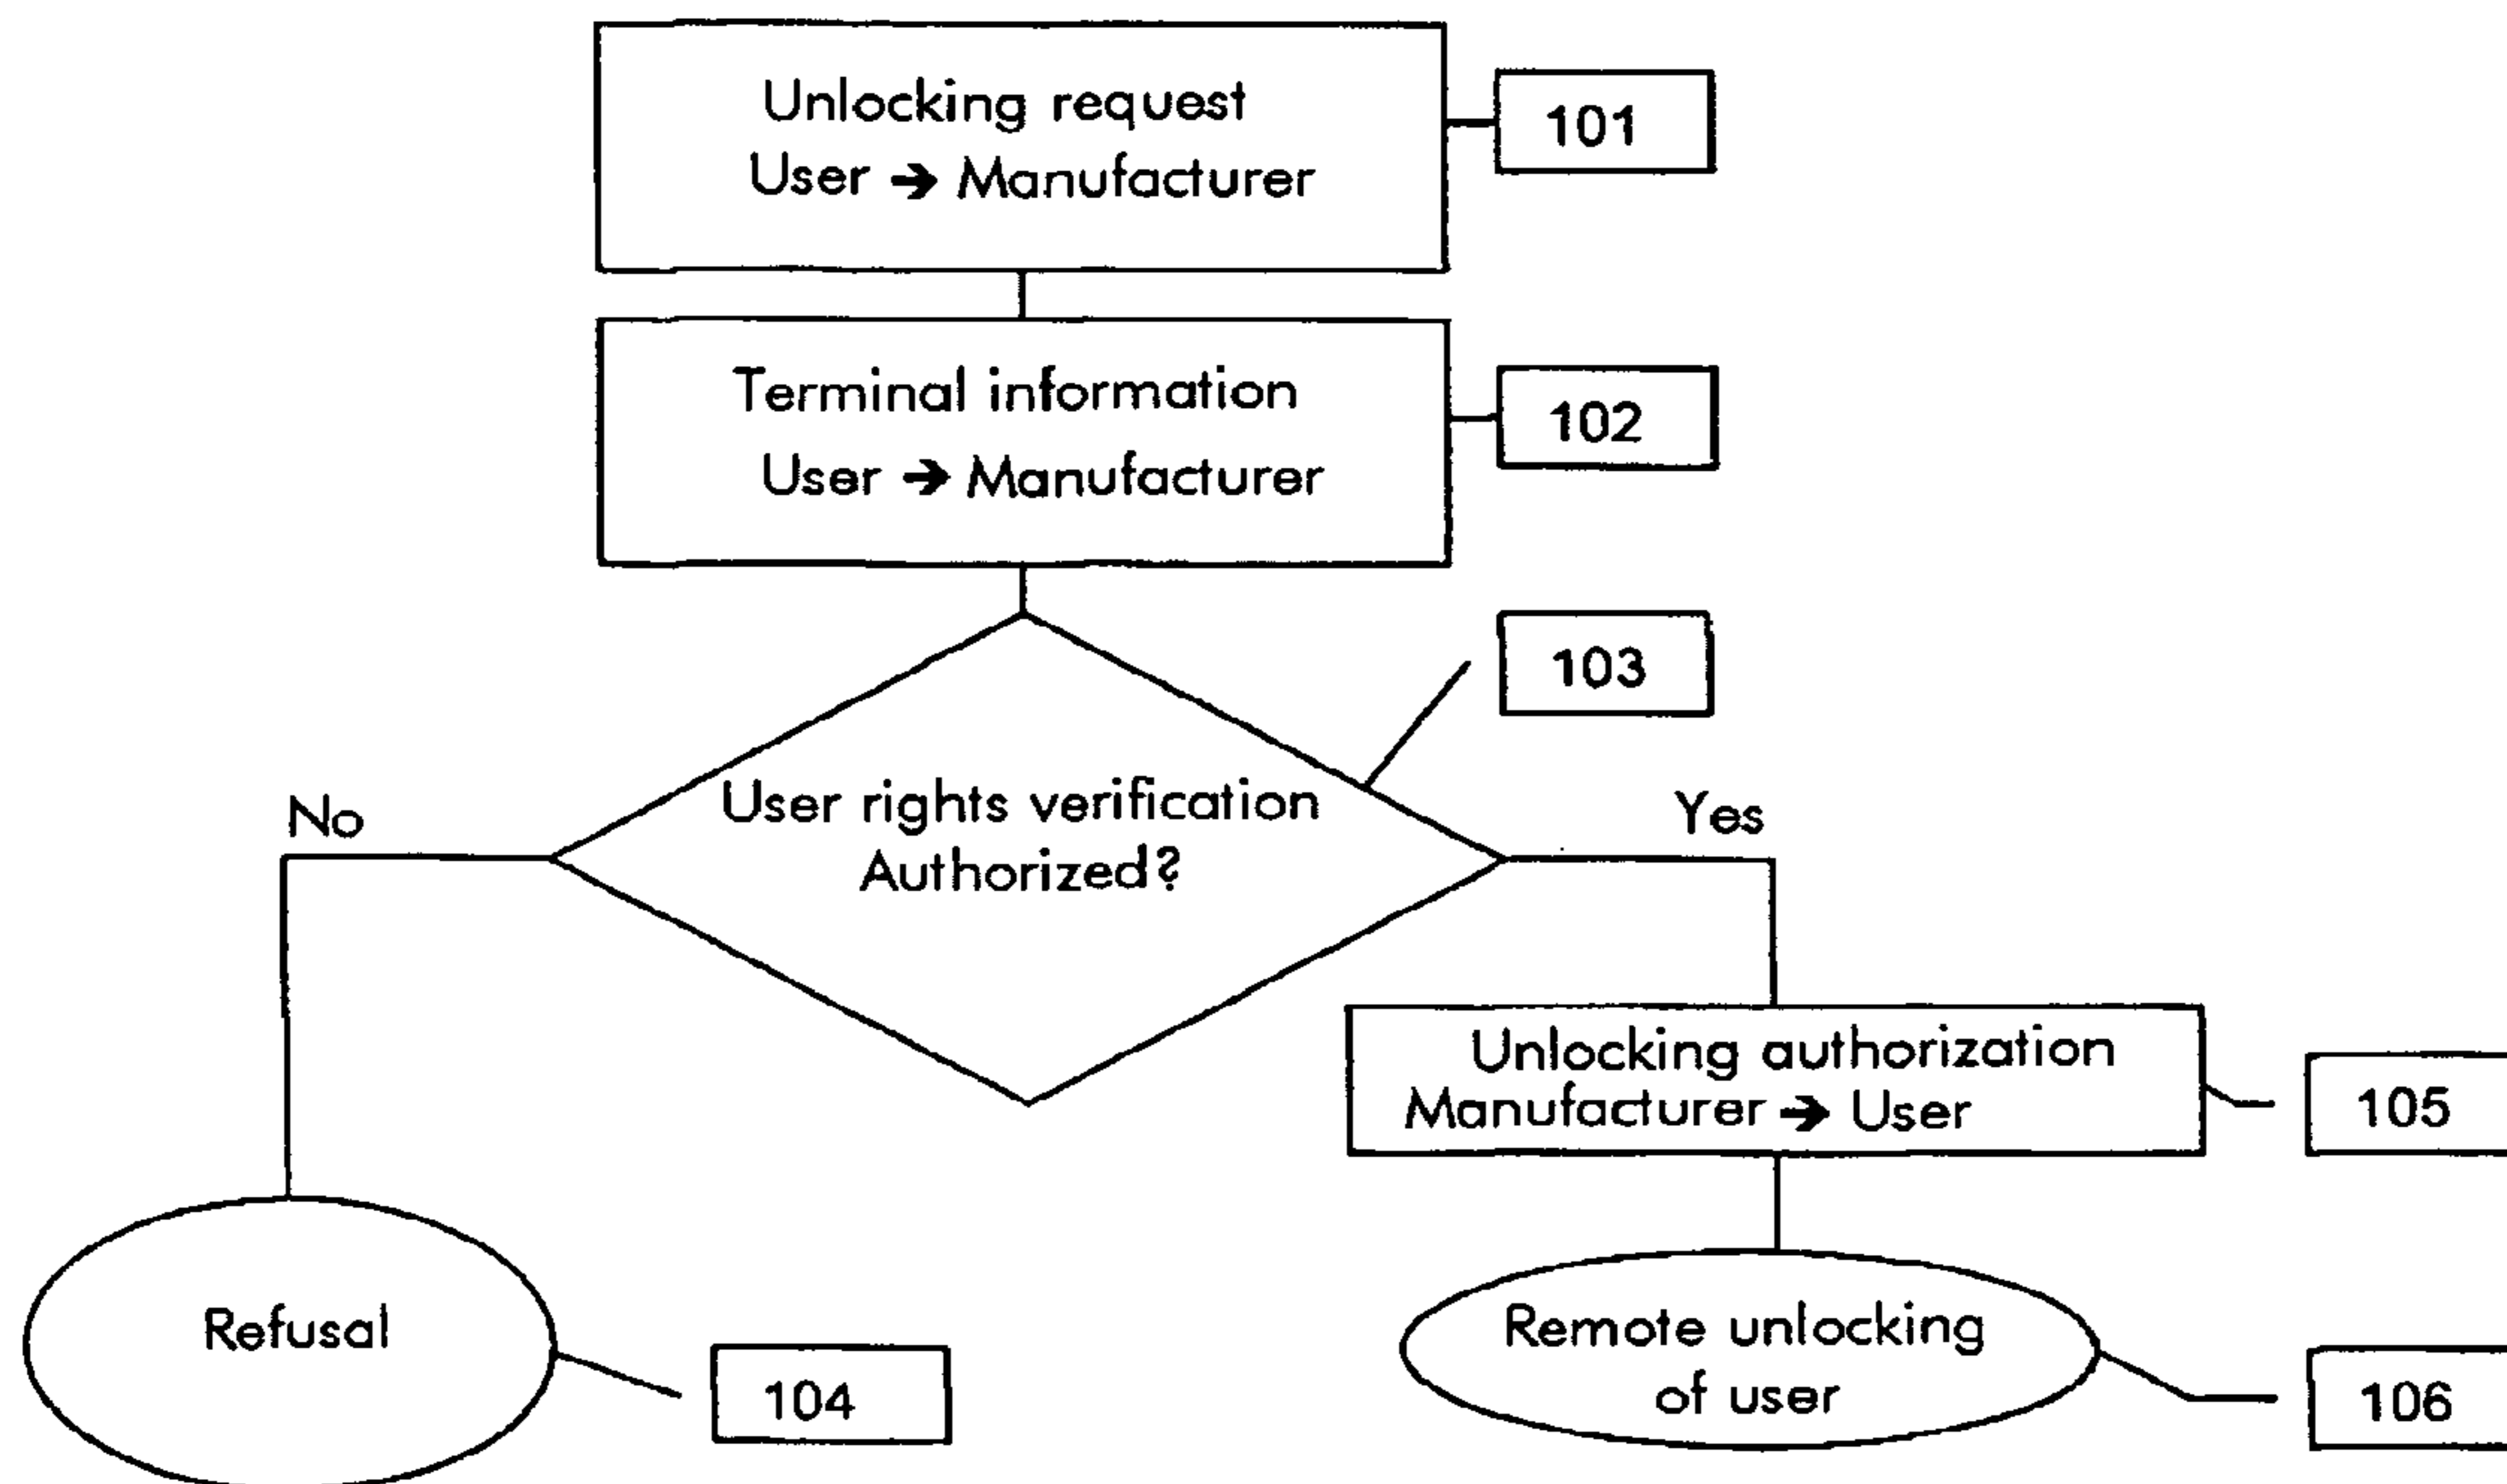 Unlocking request
User → Manufacturer
101
Terminal information
User → Manufacturer
102
103
User rights verification
Authorized?
No
Yes
Unlocking authorization
Manufacturer → User
105
Refusal
104
Remote unlocking
of user
106